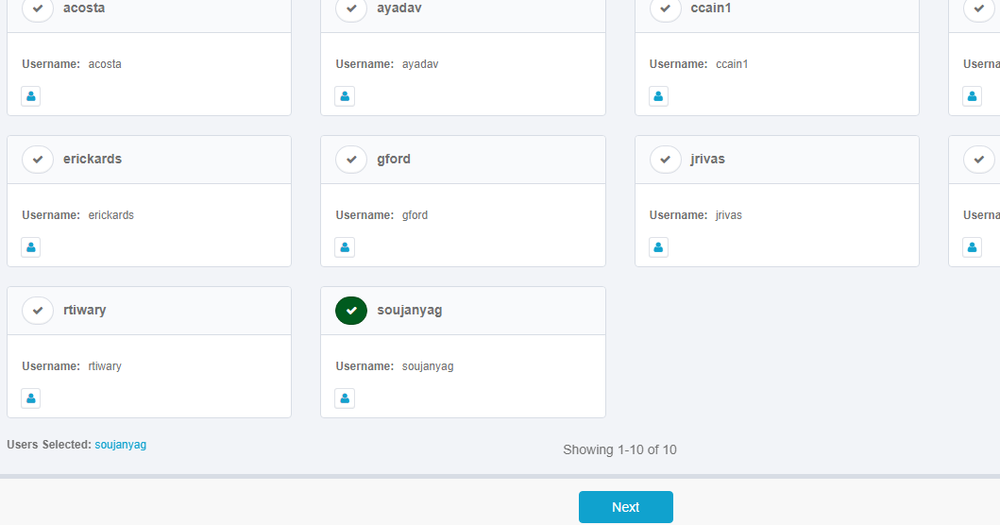 acosta ayadav ccain1
Username: acosta Username: ayadav Username: ccain1 Userna
erickards gford jrivas
Username: erickards Username: gford Username: jrivas Userna
rtiwary soujanyag
Username: rtiwary Username: soujanyag
Users Selected: soujanyag
Showing 1-10 of 10
Next